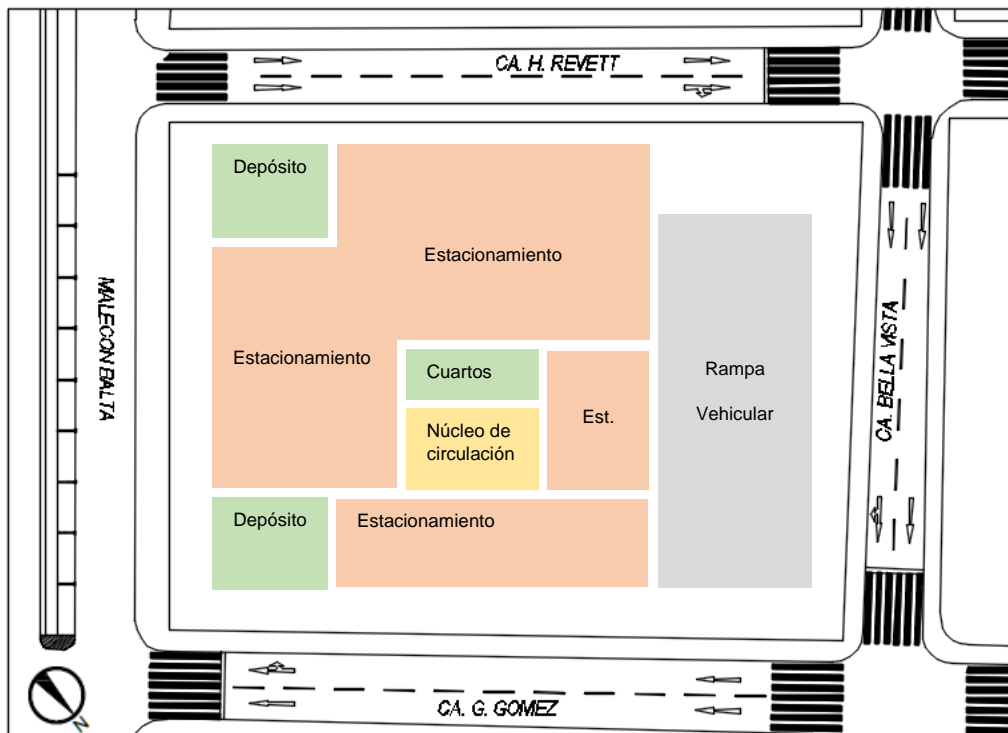 CA. H. REVETT
Depósito
Estacionamiento
MALECON BALTA
Estacionamiento
Cuartos
Rampa
Vehicular
CA. BELLA VISTA
Est.
Núcleo de
circulación
Depósito
Estacionamiento
CA. G. GOMEZ
N